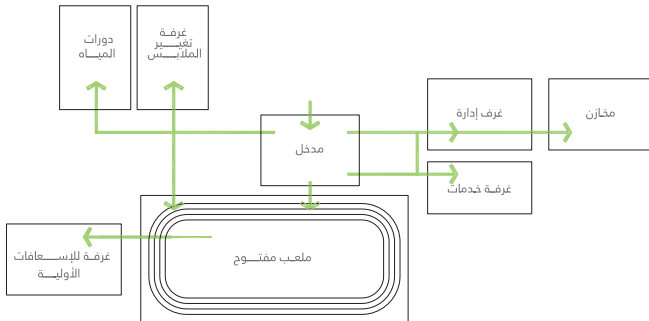 غرفة
تغيير
الملابس
دورات
المياه
مخازن
غرف إدارة
مدخل
غرفة خدمات
ملعب مفتوح
غرفة للإسعافات
الأولية